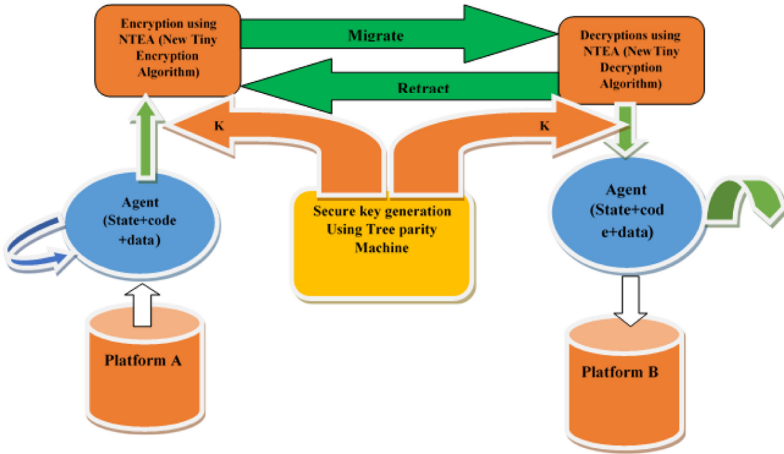 Encryption using
NTEA (New Tiny
Encryption
Algorithm)
Migrate
Retract
Decryptions using
NTEA (New Tiny
Decryption
Algorithm)
K
K
Agent
(State+code
+data)
Secure key generation
Using Tree parity
Machine
Agent
(State+cod
e+data)
Platform A
Platform B